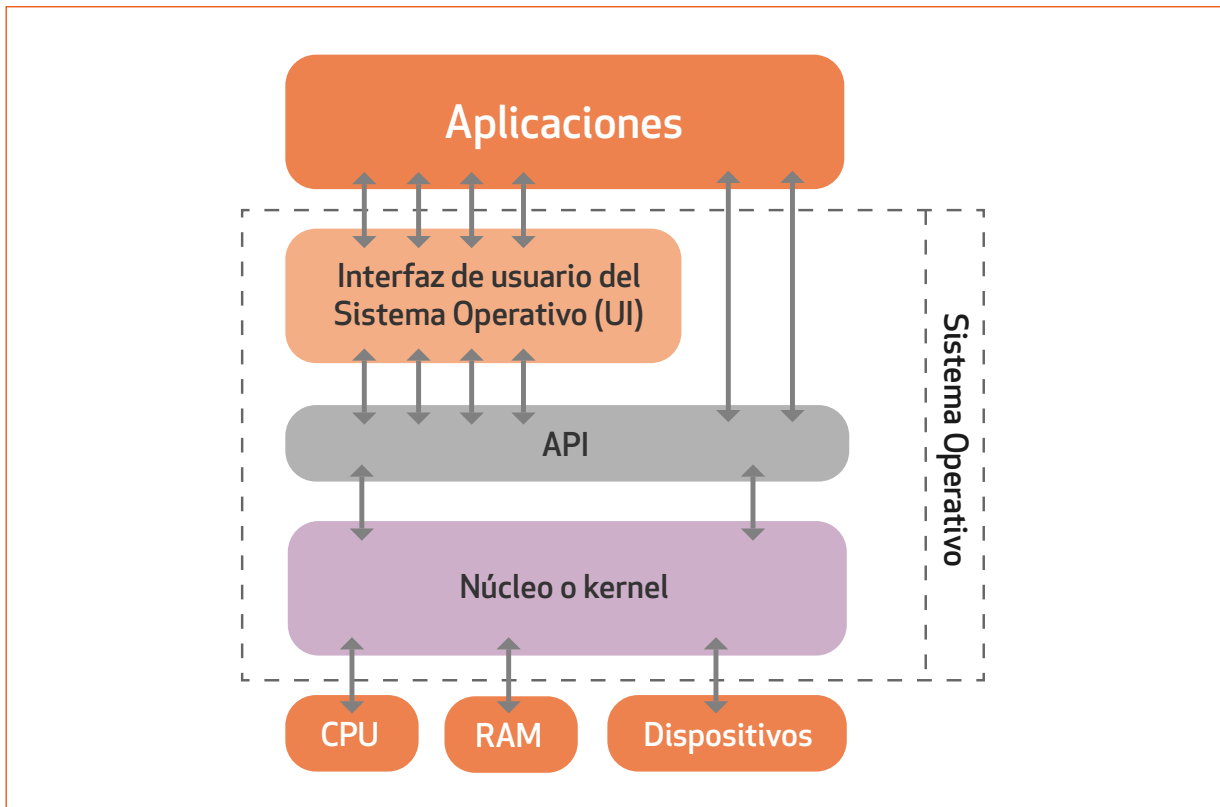 Aplicaciones
Interfaz de usuario del
Sistema Operativo (UI)
API
Núcleo o kernel
Sistema Operativo
CPU
RAM
Dispositivos